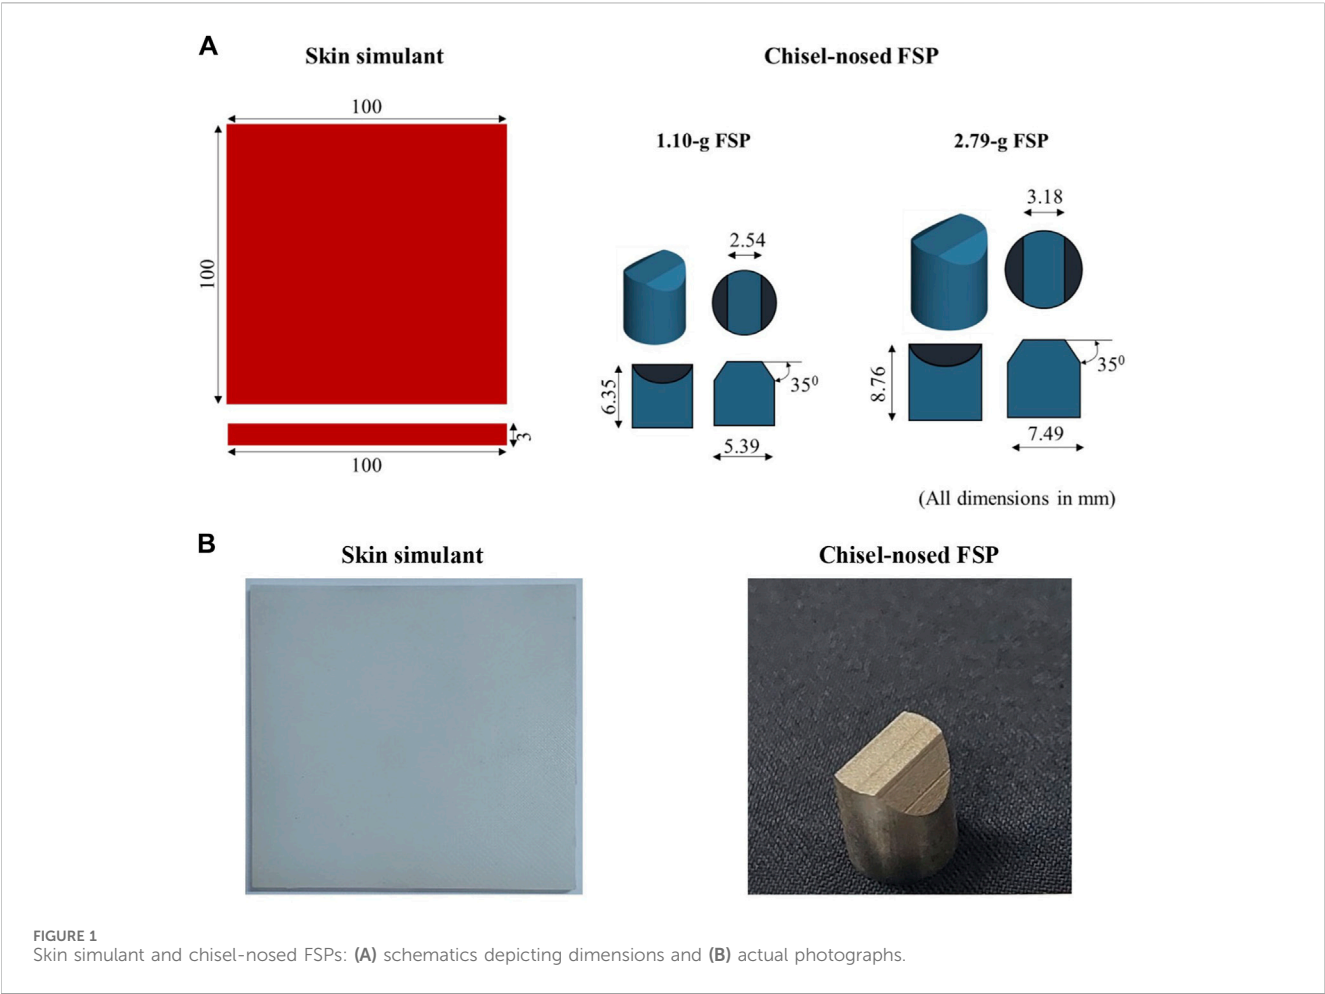 A
Skin simulant
Chisel-nosed FSP
100
1.10-g FSP
2.79-g FSP
3.18
2.54
100
6.35
35⁰
8.76
35⁰
3
5.39
7.49
100
(All dimensions in mm)
B
Skin simulant
Chisel-nosed FSP
FIGURE 1
Skin simulant and chisel-nosed FSPs: (A) schematics depicting dimensions and (B) actual photographs.